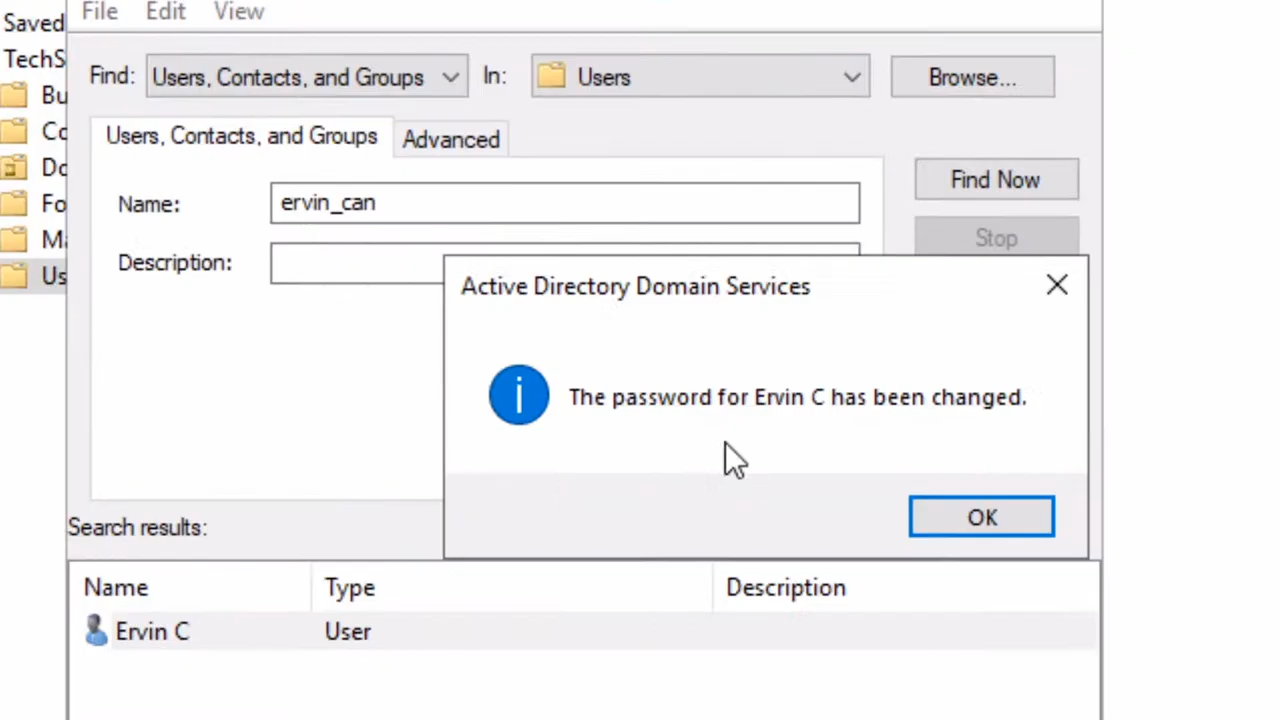 File Edit View
Saved
TechS
Find: Users, Contacts, and Groups In: Users Browse...
Bu
Users, Contacts, and Groups Advanced
Co
Do
Find Now
Name: ervin_can
Fo
Stop
Ma
Description:
Us
Active Directory Domain Services
The password for Ervin C has been changed.
OK
Search results:
Name Type Description
Ervin C User